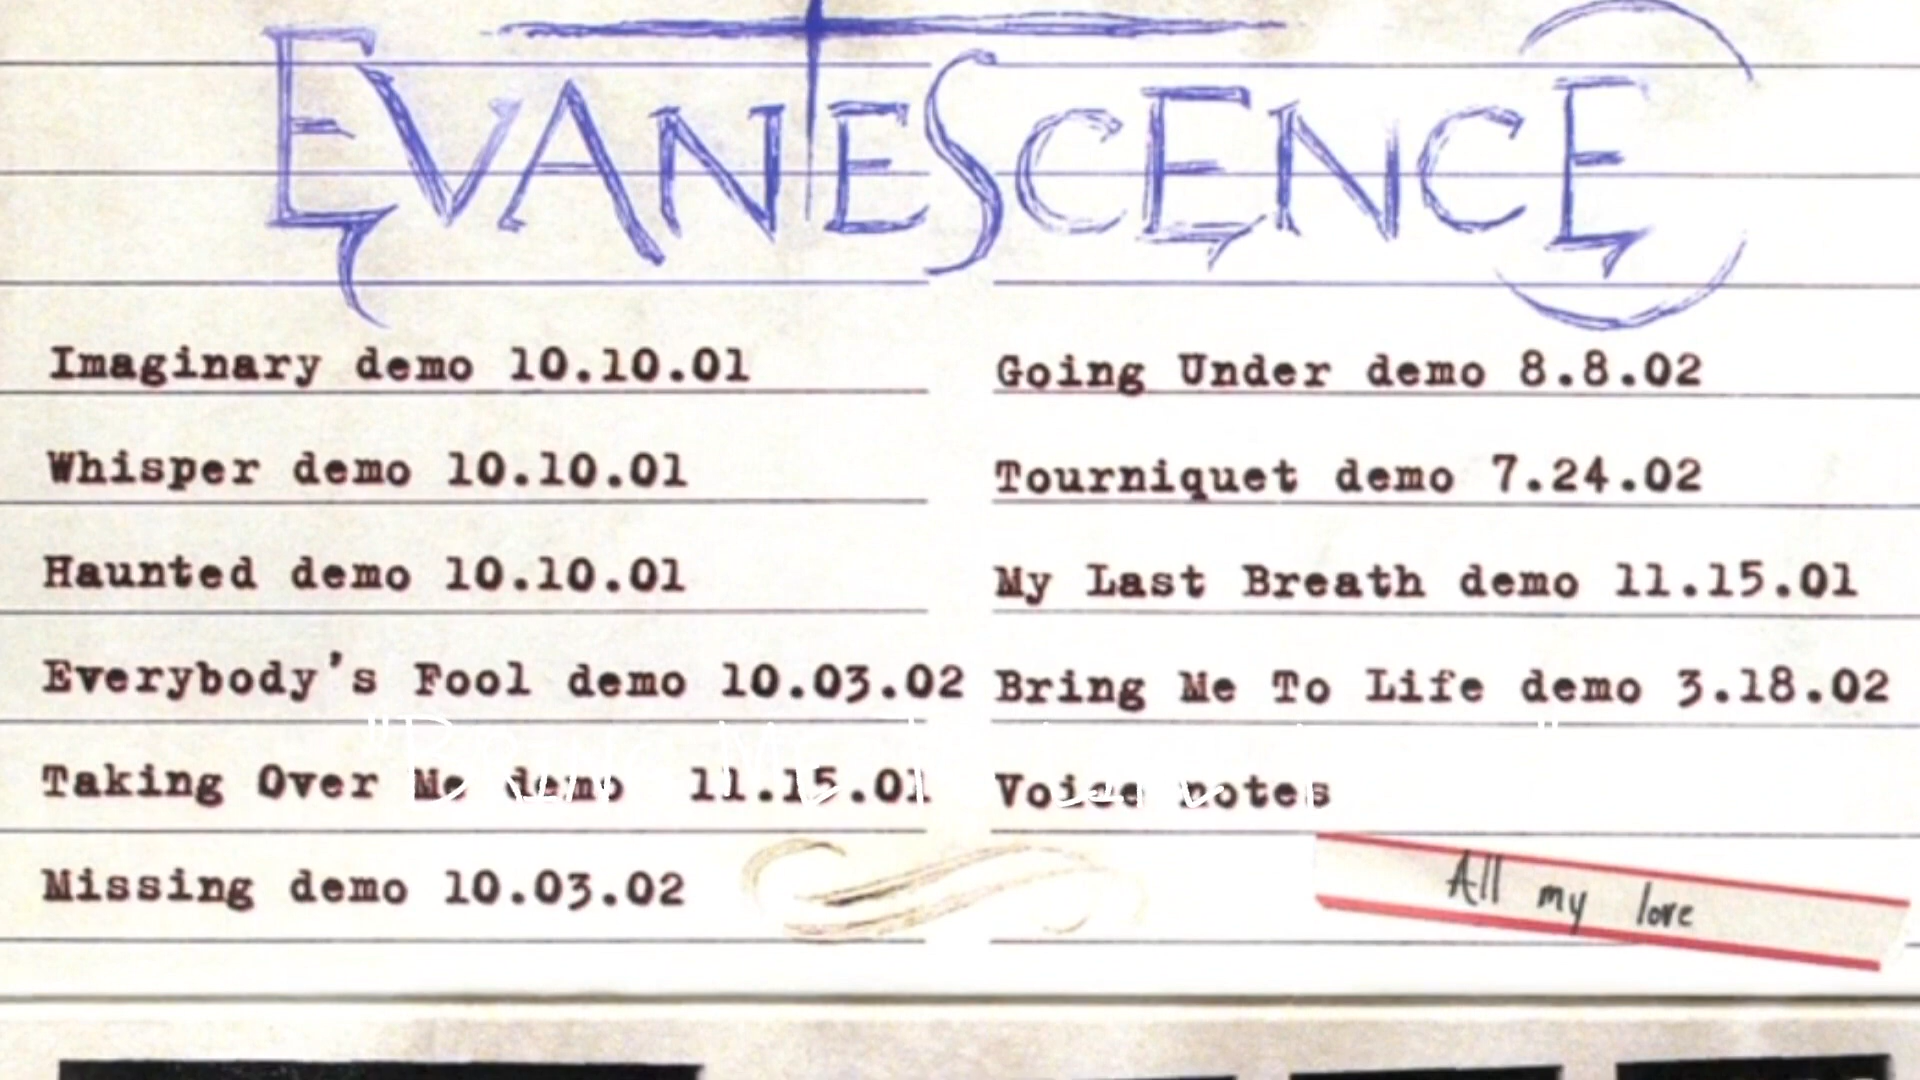 EVANESCENCE
Imaginary demo 10.10.01
Whisper demo 10.10.01
Haunted demo 10.10.01
Everybody's Fool demo 10.03.02
Taking Over Me demo 11.15.01
Missing demo 10.03.02
Going Under demo 8.8.02
Tourniquet demo 7.24.02
My Last Breath demo 11.15.01
Bring Me To Life demo 3.18.02
Voice notes
All my love